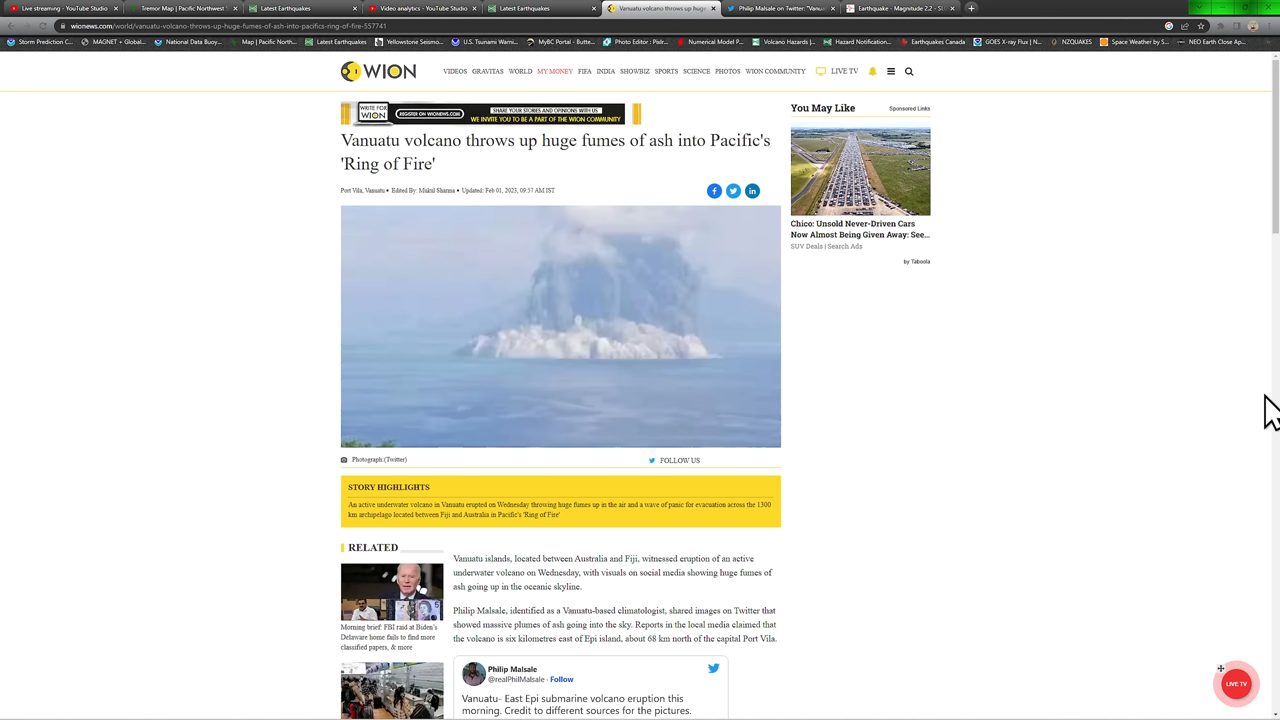 Live streaming - YouTube Studio
Tremor Map | Pacific Northwest
Latest Earthquakes
Video analytics - YouTube Studio
Latest Earthquakes
Vanuatu volcano throws up huge
Philip Malsale on Twitter: "Vanu
Earthquake - Magnitude 2.2 -
wionews.com/world/vanuatu-volcano-throws-up-huge-fumes-of-ash-into-pacifics-ring-of-fire-557741
Storm Prediction C...
MAGNET + Global...
National Data Buoy...
Map | Pacific North...
Latest Earthquakes
Yellowstone Seismo...
U.S. Tsunami Warni...
MyBC Portal - Butte...
Photo Editor : Pixlr...
Numerical Model P...
Volcano Hazards |...
Hazard Notification...
Earthquakes Canada
GOES X-ray Flux | N...
NZQUAKES
Space Weather by S...
NEO Earth Close Ap...
WION
VIDEOS GRAVITAS WORLD MY MONEY FIFA INDIA SHOWBIZ SPORTS SCIENCE PHOTOS WION COMMUNITY LIVE TV
WRITE FOR
WION
REGISTER ON WIONEWS.COM
SHARE YOUR STORIES AND OPINIONS WITH US
WE INVITE YOU TO BE A PART OF THE WION COMMUNITY
Vanuatu volcano throws up huge fumes of ash into Pacific's
'Ring of Fire'
Port Vila, Vanuatu • Edited By: Mukul Sharma • Updated: Feb 01, 2023, 09:57 AM IST
Photograph:(Twitter)
FOLLOW US
STORY HIGHLIGHTS
An active underwater volcano in Vanuatu erupted on Wednesday throwing huge fumes up in the air and a wave of panic for evacuation across the 1300
km archipelago located between Fiji and Australia in Pacific's 'Ring of Fire'
RELATED
Morning brief: FBI raid at Biden's
Delaware home fails to find more
classified papers, & more
Vanuatu islands, located between Australia and Fiji, witnessed eruption of an active
underwater volcano on Wednesday, with visuals on social media showing huge fumes of
ash going up in the oceanic skyline.
Philip Malsale, identified as a Vanuatu-based climatologist, shared images on Twitter that
showed massive plumes of ash going into the sky. Reports in the local media claimed that
the volcano is six kilometres east of Epi island, about 68 km north of the capital Port Vila.
Philip Malsale
@realPhilMalsale · Follow
Vanuatu- East Epi submarine volcano eruption this
morning. Credit to different sources for the pictures.
You May Like
Sponsored Links
Chico: Unsold Never-Driven Cars
Now Almost Being Given Away: See...
SUV Deals | Search Ads
by Taboola
LIVE TV